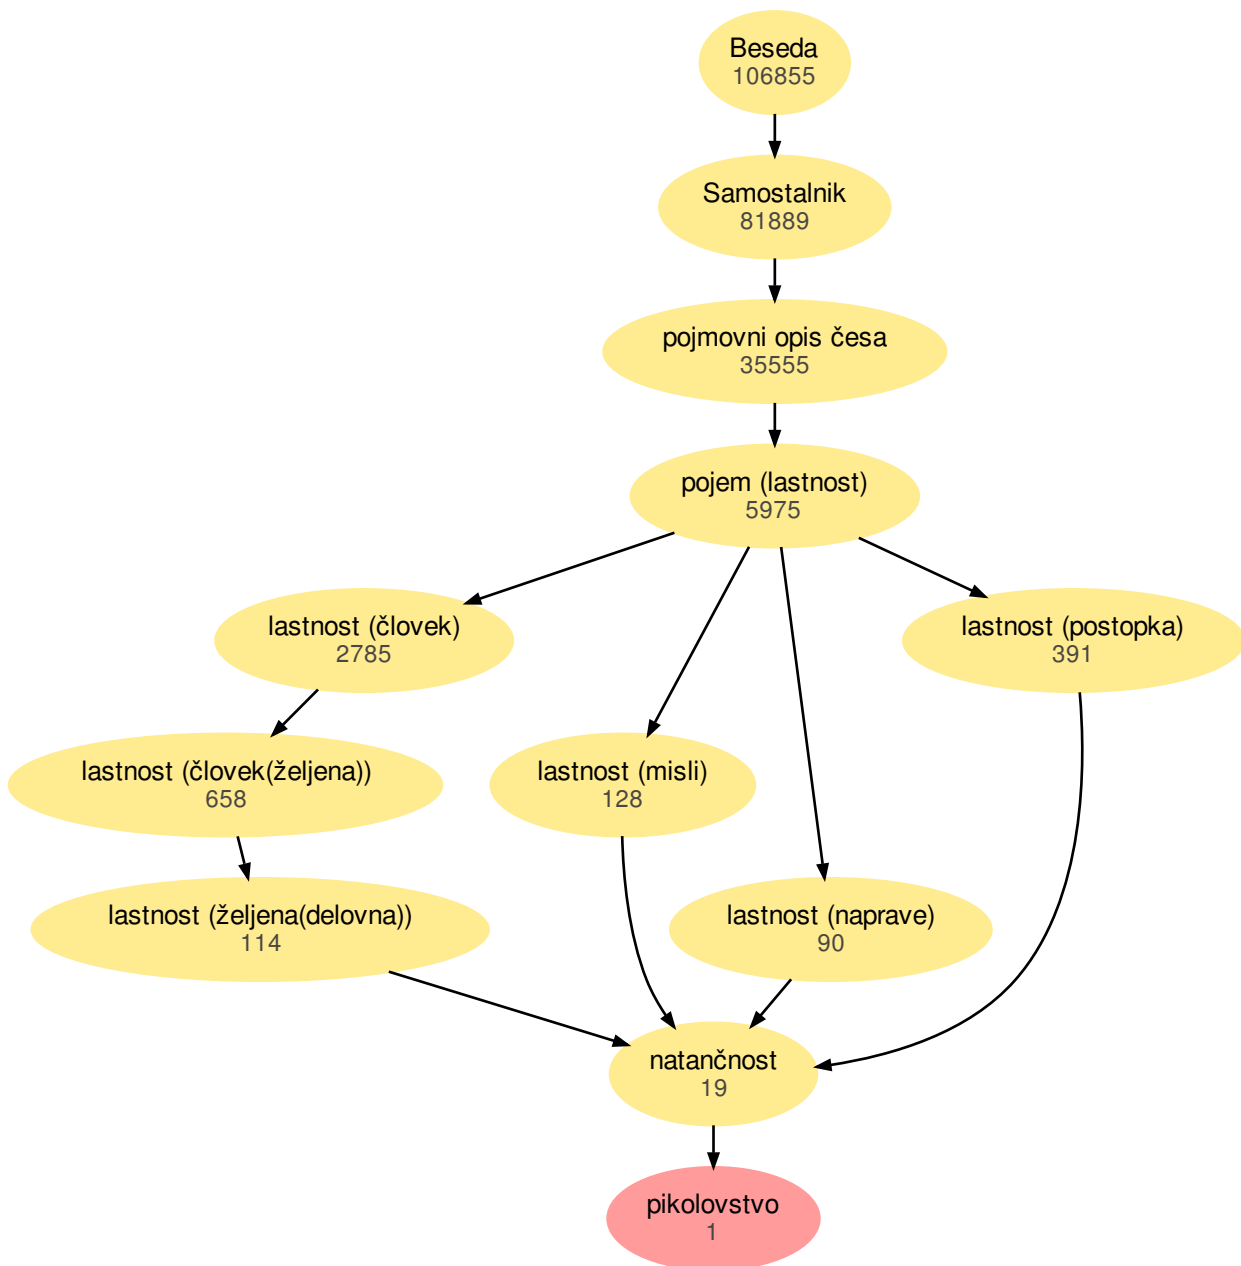 Beseda
106855
Samostalnik
81889
pojmovni opis česa
35555
pojem (lastnost)
5975
lastnost (človek)
2785
lastnost (postopka)
391
lastnost (človek(željena))
658
lastnost (misli)
128
lastnost (željena(delovna))
114
lastnost (naprave)
90
natančnost
19
pikolovstvo
1